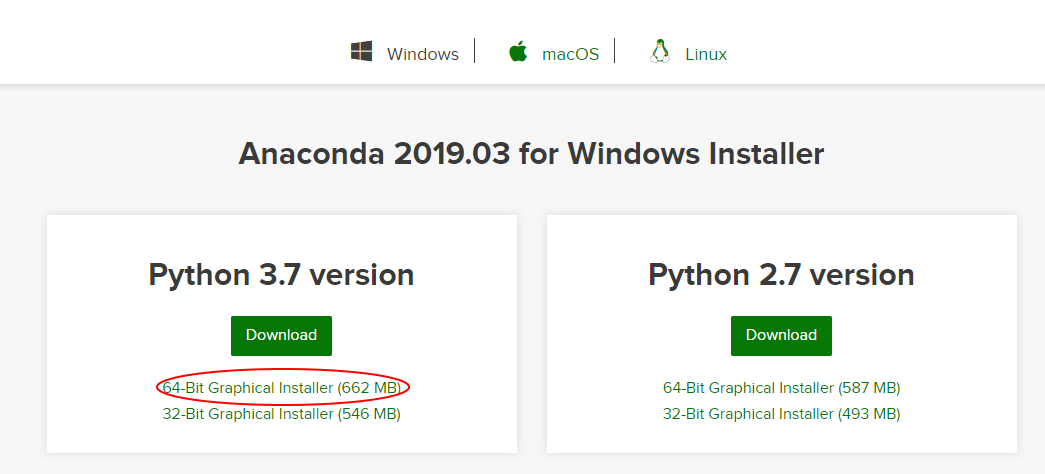 Windows macOS Linux
Anaconda 2019.03 for Windows Installer
Python 3.7 version
Download
64-Bit Graphical Installer (662 MB)
32-Bit Graphical Installer (546 MB)
Python 2.7 version
Download
64-Bit Graphical Installer (587 MB)
32-Bit Graphical Installer (493 MB)